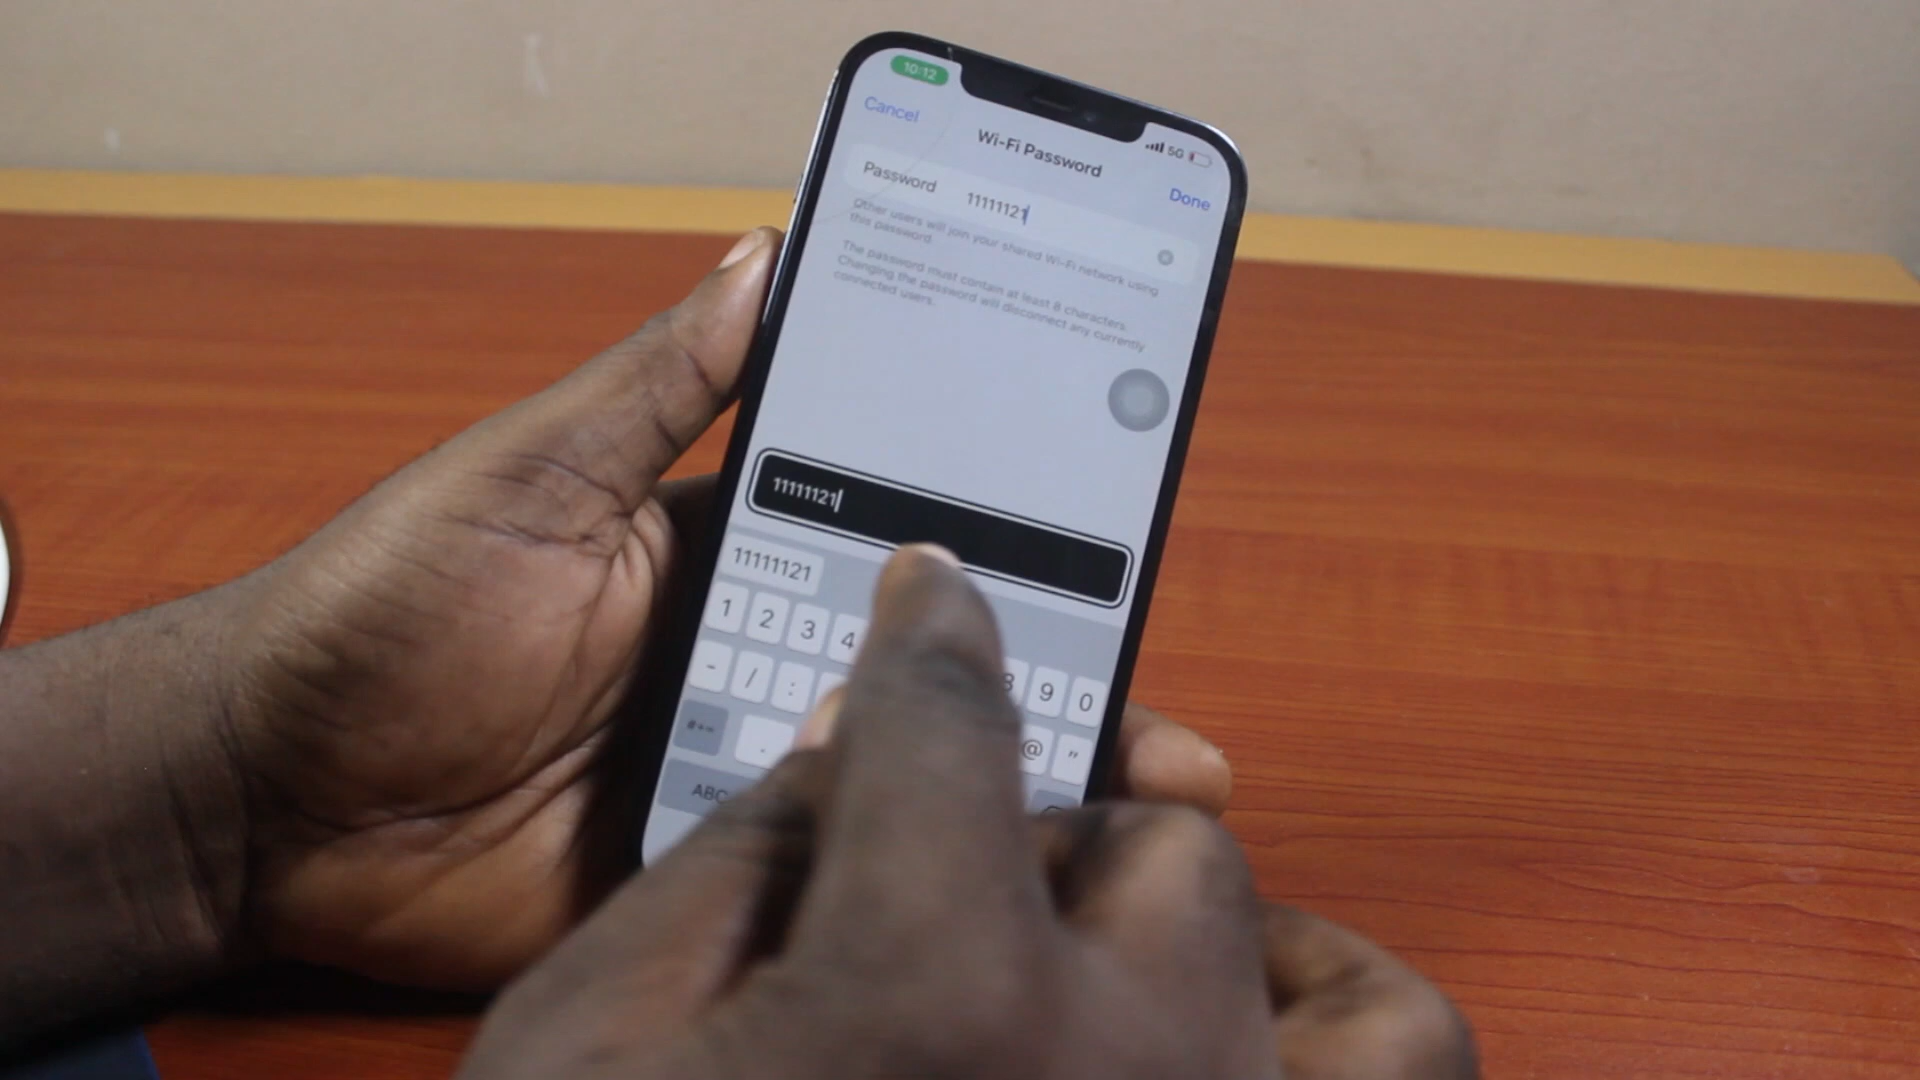 10:12
5G
Cancel
Wi-Fi Password
Done
Password 11111121
Other users will join your shared Wi-Fi network using
this password.
The password must contain at least 8 characters.
Changing the password will disconnect any currently
connected users.
11111121
11111121
1 2 3 4 8 9 0
- / : @ "
#+= .
ABC